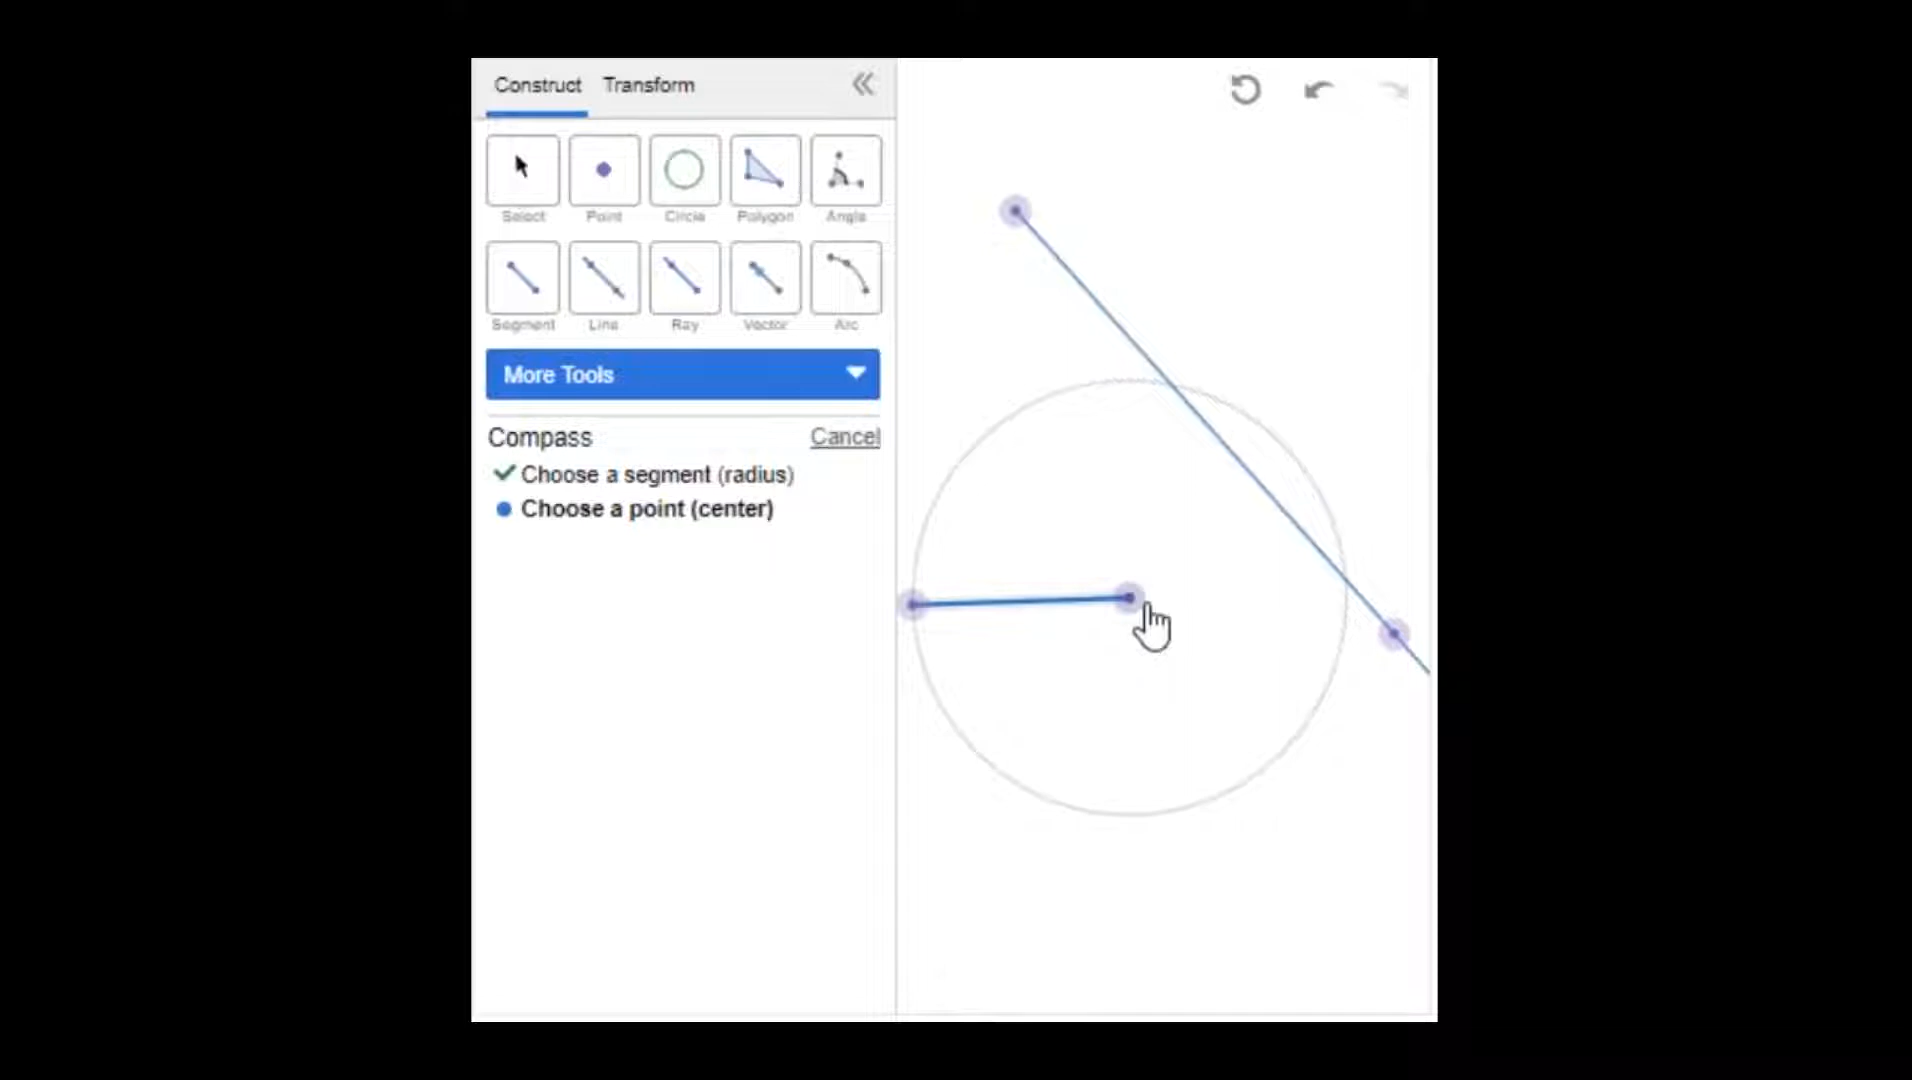 Construct Transform
Select Point Circle Polygon Angle
Segment Line Ray Vector Arc
More Tools
Compass Cancel
Choose a segment (radius)
Choose a point (center)